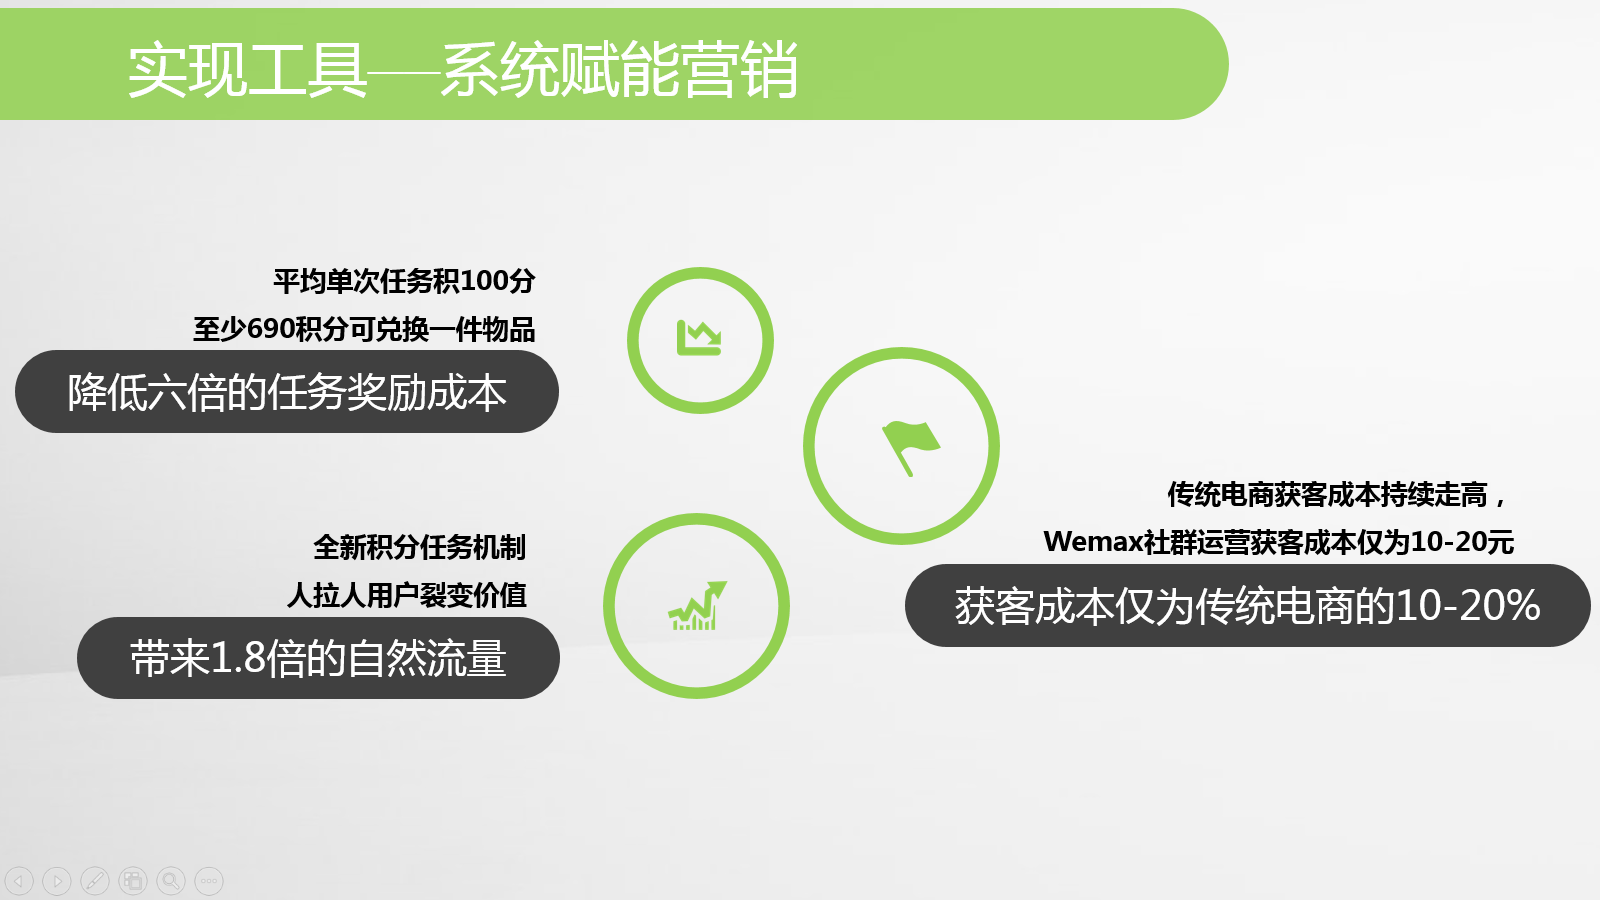 实现工具——系统赋能营销
平均单次任务积100分
至少690积分可兑换一件物品
降低六倍的任务奖励成本
全新积分任务机制
人拉人用户裂变价值
带来1.8倍的自然流量
传统电商获客成本持续走高，
Wemax社群运营获客成本仅为10-20元
获客成本仅为传统电商的10-20%